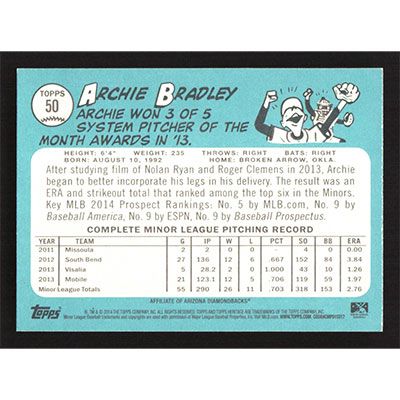 TOPPS
50
ARCHIE BRADLEY
ARCHIE WON 3 OF 5
SYSTEM PITCHER OF THE
MONTH AWARDS IN '13.
HEIGHT: 6'4" WEIGHT: 235 THROWS: RIGHT BATS: RIGHT
BORN: AUGUST 10, 1992 HOME: BROKEN ARROW, OKLA.
After studying film of Nolan Ryan and Roger Clemens in 2013, Archie
began to better incorporate his legs in his delivery. The result was an
ERA and strikeout total that ranked among the top six in the Minors.
Key MLB 2014 Prospect Rankings: No. 5 by MLB.com, No. 9 by
Baseball America, No. 9 by ESPN, No. 9 by Baseball Prospectus.
COMPLETE MINOR LEAGUE PITCHING RECORD
YEAR TEAM G IP W L PCT SO BB ERA
2011 Missoula 2 2 0 0 .000 4 0 0.00
2012 South Bend 27 136 12 6 .667 152 84 3.84
2013 Visalia 5 28.2 2 0 1.000 43 10 1.26
2013 Mobile 21 123.1 12 5 .706 119 59 1.97
Minor League Totals 55 290 26 11 .703 318 153 2.76
AFFILIATE OF ARIZONA DIAMONDBACKS
Topps